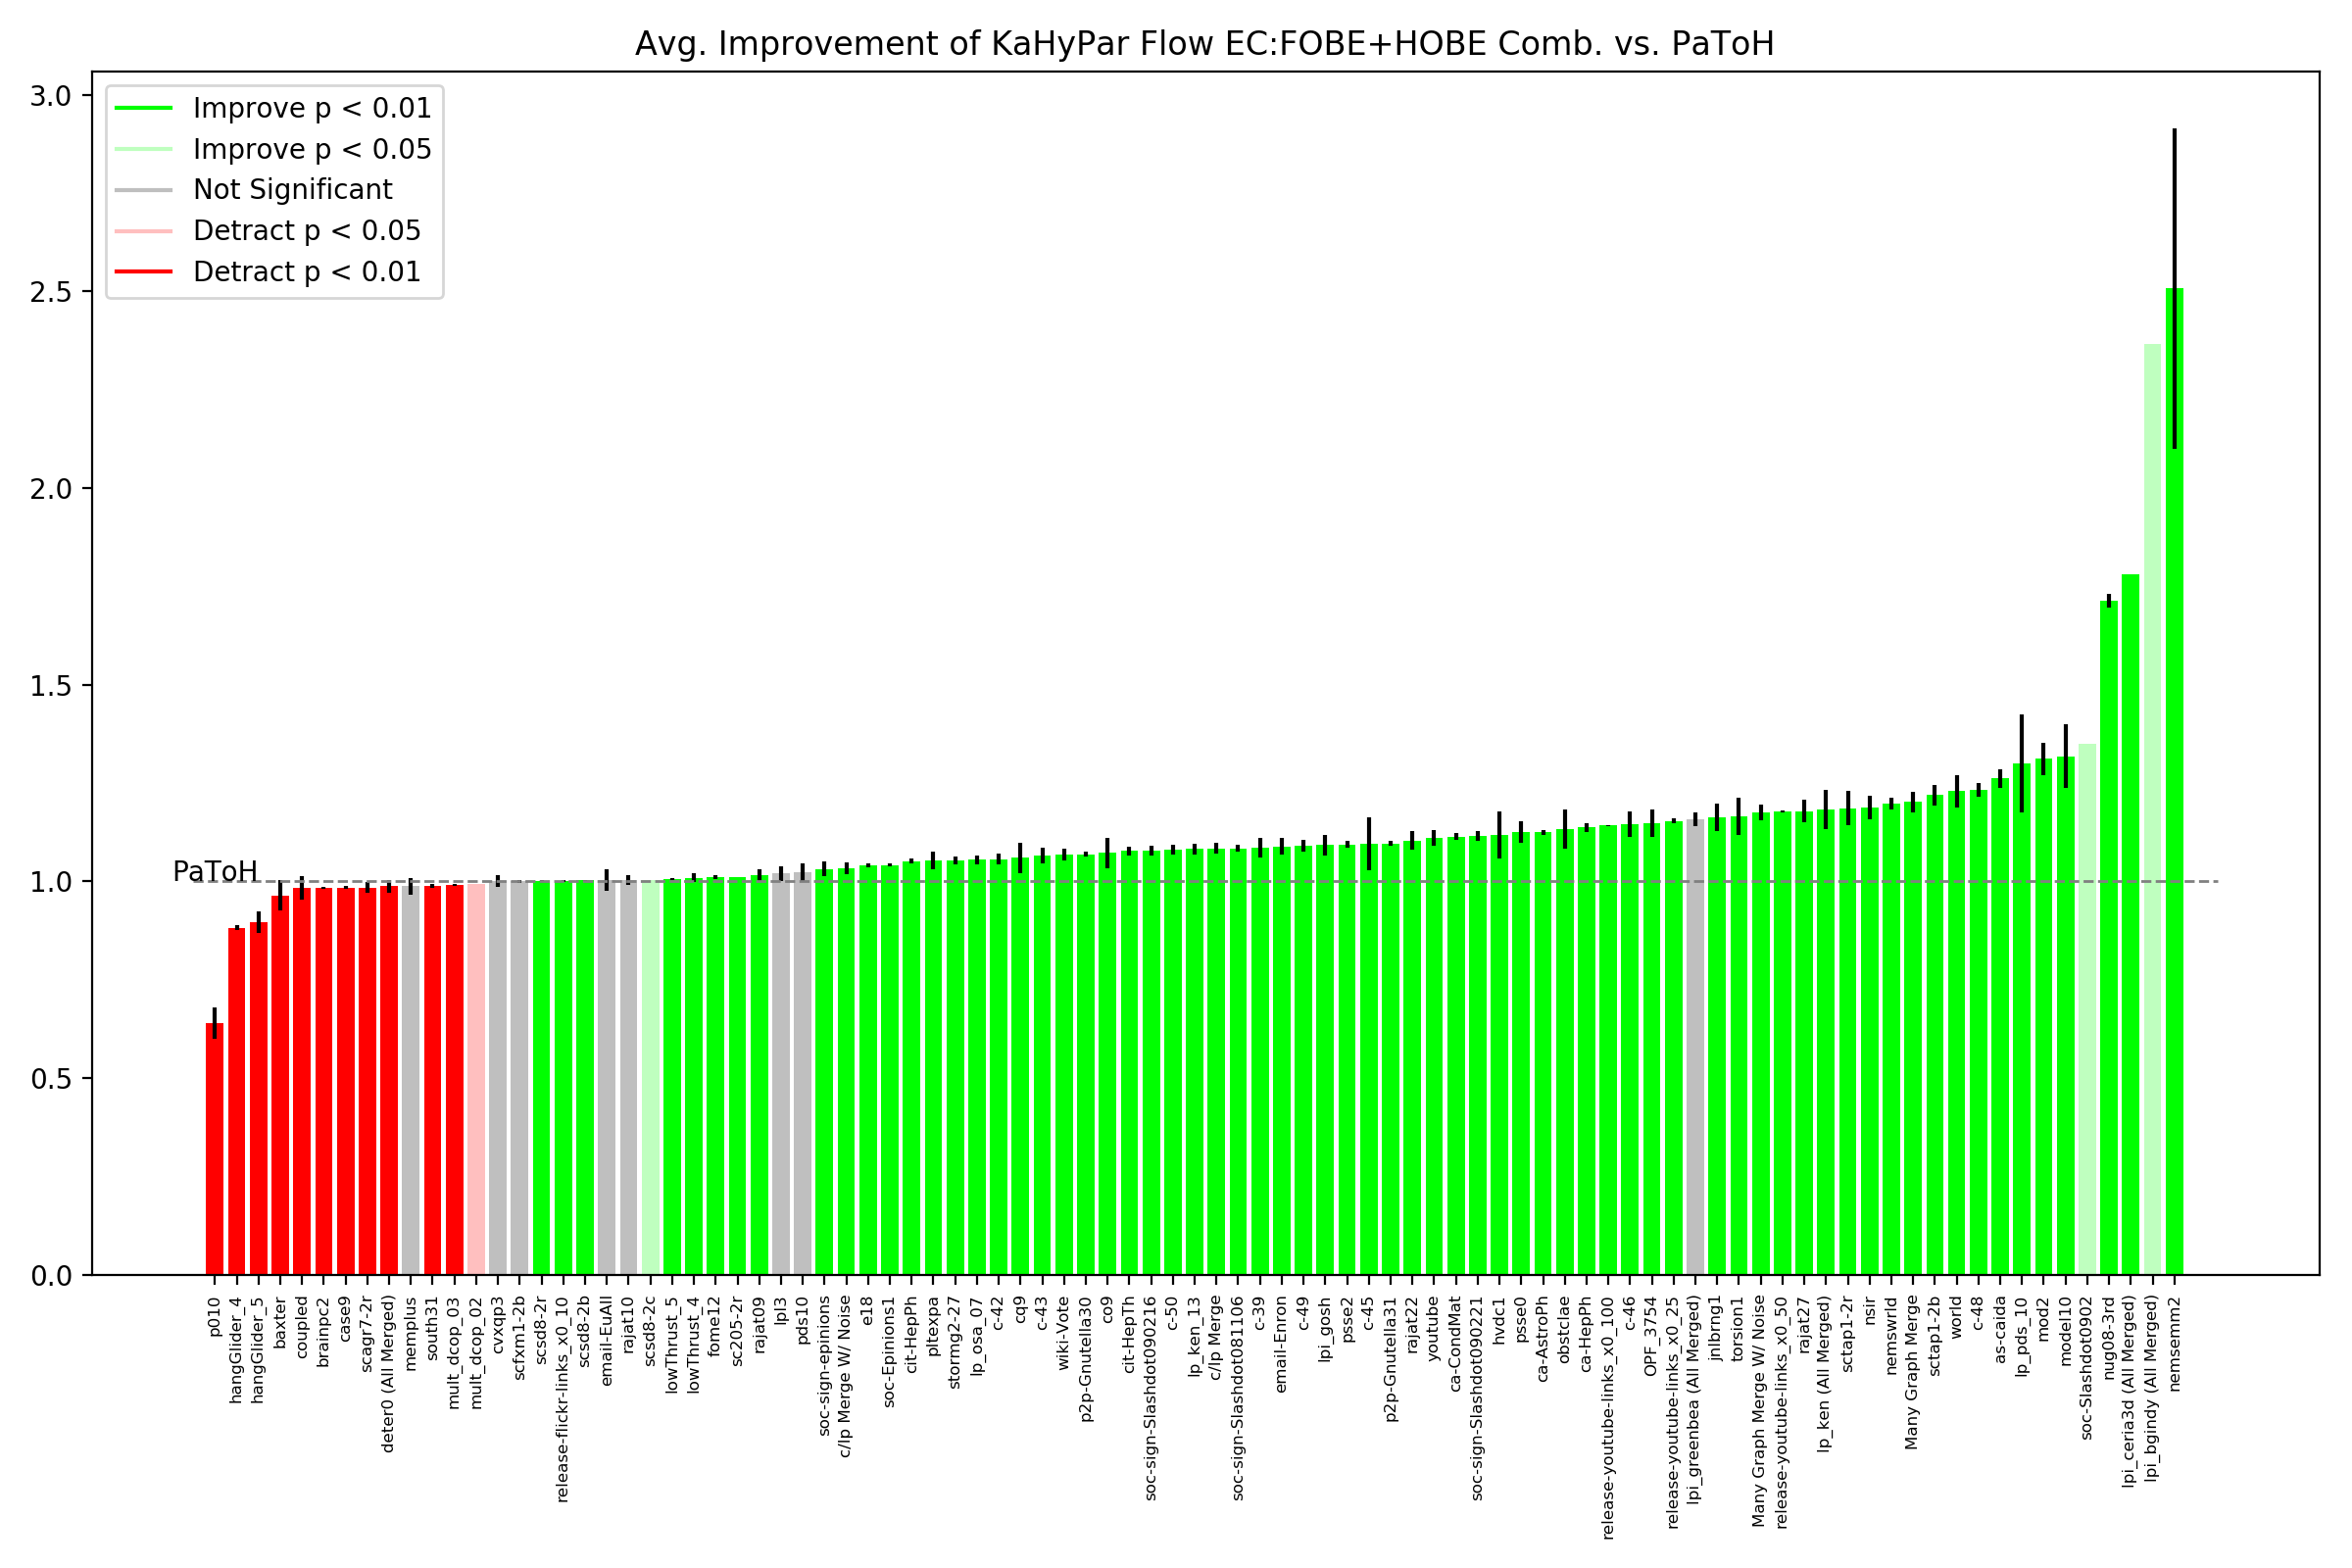 Avg. Improvement of KaHyPar Flow EC:FOBE+HOBE Comb. vs. PaToH
3.0
2.5
2.0
1.5
1.0
0.5
0.0
Improve p < 0.01
Improve p < 0.05
Not Significant
Detract p < 0.05
Detract p < 0.01
PaToH
p010
hangGlider_4
hangGlider_5
baxter
coupled
brainpc2
case9
scagr7-2r
deter0 (All Merged)
memplus
south31
mult_dcop_03
mult_dcop_02
cvxqp3
scfxm1-2b
scsd8-2r
release-flickr-links_x0_10
scsd8-2b
email-EuAll
rajat10
scsd8-2c
lowThrust_5
lowThrust_4
fome12
sc205-2r
rajat09
lpl3
pds10
soc-sign-epinions
c/lp Merge W/ Noise
e18
soc-Epinions1
cit-HepPh
pltexpa
stormg2-27
lp_osa_07
c-42
cq9
c-43
wiki-Vote
p2p-Gnutella30
co9
cit-HepTh
soc-sign-Slashdot090216
c-50
lp_ken_13
c/lp Merge
soc-sign-Slashdot081106
c-39
email-Enron
c-49
lpi_gosh
psse2
c-45
p2p-Gnutella31
rajat22
youtube
ca-CondMat
soc-sign-Slashdot090221
hvdc1
psse0
ca-AstroPh
obstclae
ca-HepPh
release-youtube-links_x0_100
c-46
OPF_3754
release-youtube-links_x0_25
lpi_greenbea (All Merged)
jnlbrng1
torsion1
Many Graph Merge W/ Noise
release-youtube-links_x0_50
rajat27
lp_ken (All Merged)
sctap1-2r
nsir
nemswrld
Many Graph Merge
sctap1-2b
world
c-48
as-caida
lp_pds_10
mod2
model10
soc-Slashdot0902
nug08-3rd
lpi_ceria3d (All Merged)
lpi_bgindy (All Merged)
nemsemm2